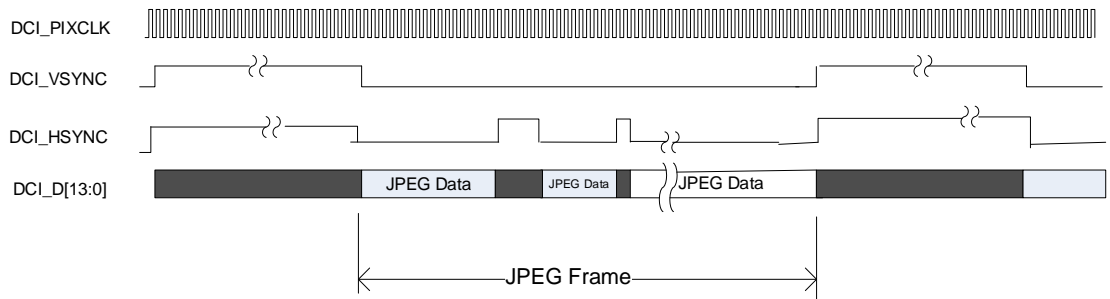 DCI_PIXCLK
DCI_VSYNC
DCI_HSYNC
DCI_D[13:0]
JPEG Data
JPEG Data
JPEG Data
JPEG Frame